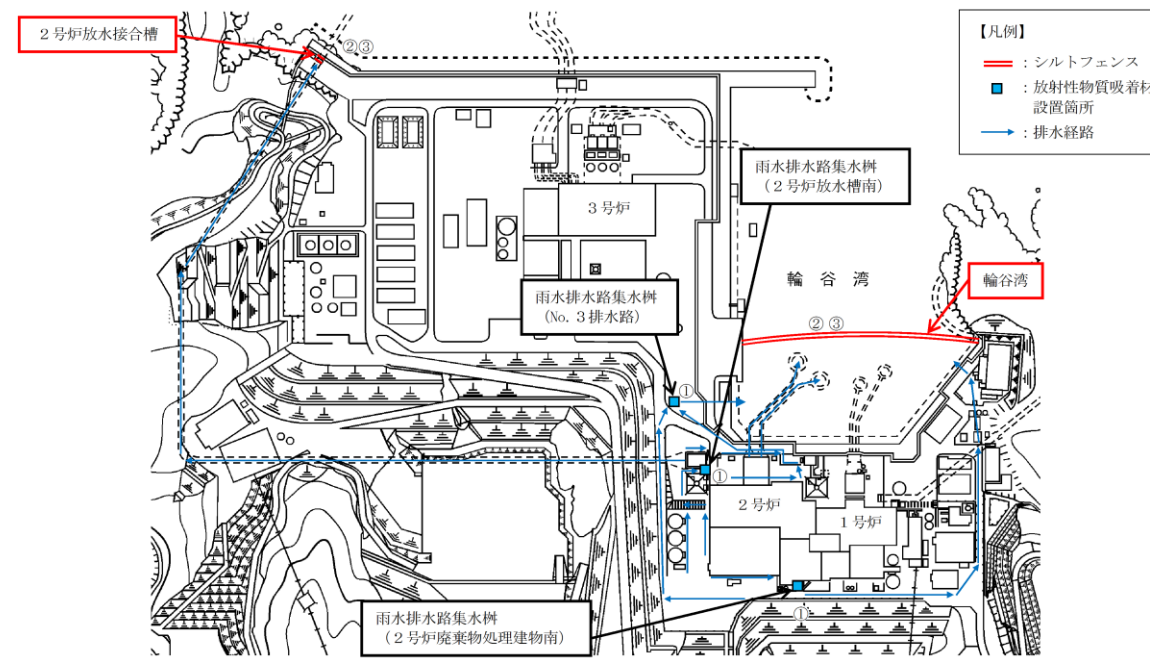 2号炉放水接合槽
②③
【凡例】
：シルトフェンス
：放射性物質吸着材
設置箇所
：排水経路
雨水排水路集水桝
（2号炉放水槽南）
3号炉
輪谷湾
輪谷湾
雨水排水路集水桝
(No. 3 排水路)
②③
①
①
2号炉
1号炉
雨水排水路集水桝
（2号炉廃棄物処理建物南）
①